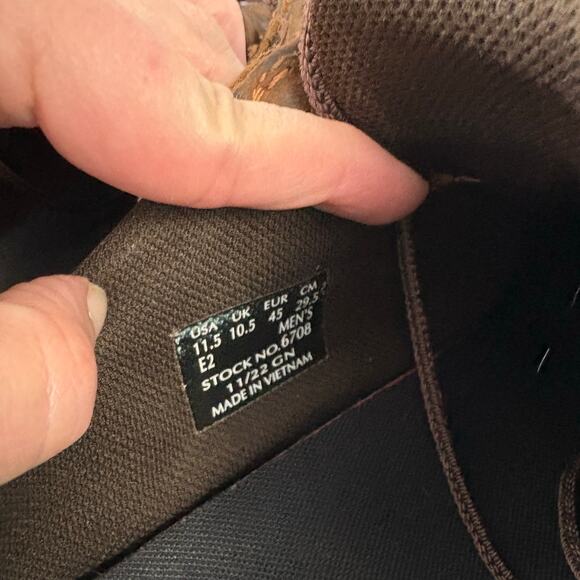 USA UK EUR CM
11.5 10.5 45 29.5
E2 MEN'S
STOCK NO. 6708
11/22 GN
MADE IN VIETNAM